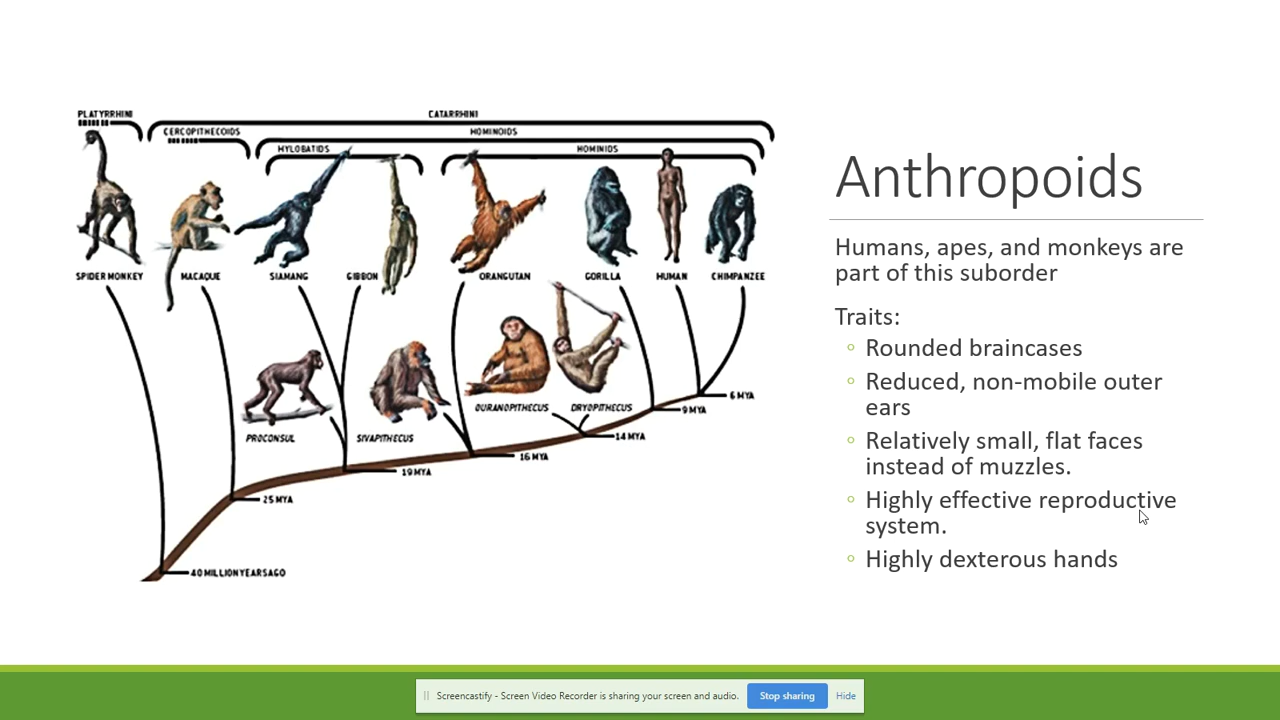 PLATYRRHINI
CATARRHINI
CERCOPITHECOIDS
HOMINOIDS
HYLOBATIDS
HOMINIDS
SPIDER MONKEY
MACAQUE
SIAMANG
GIBBON
ORANGUTAN
GORILLA
HUMAN
CHIMPANZEE
PROCONSUL
SIVAPITHECUS
OURANOPITHECUS
DRYOPITHECUS
6 MYA
9 MYA
14 MYA
16 MYA
19 MYA
25 MYA
40 MILLION YEARS AGO
Anthropoids
Humans, apes, and monkeys are
part of this suborder
Traits:
Rounded braincases
Reduced, non-mobile outer
ears
Relatively small, flat faces
instead of muzzles.
Highly effective reproductive
system.
Highly dexterous hands
Screencastify - Screen Video Recorder is sharing your screen and audio.
Stop sharing
Hide